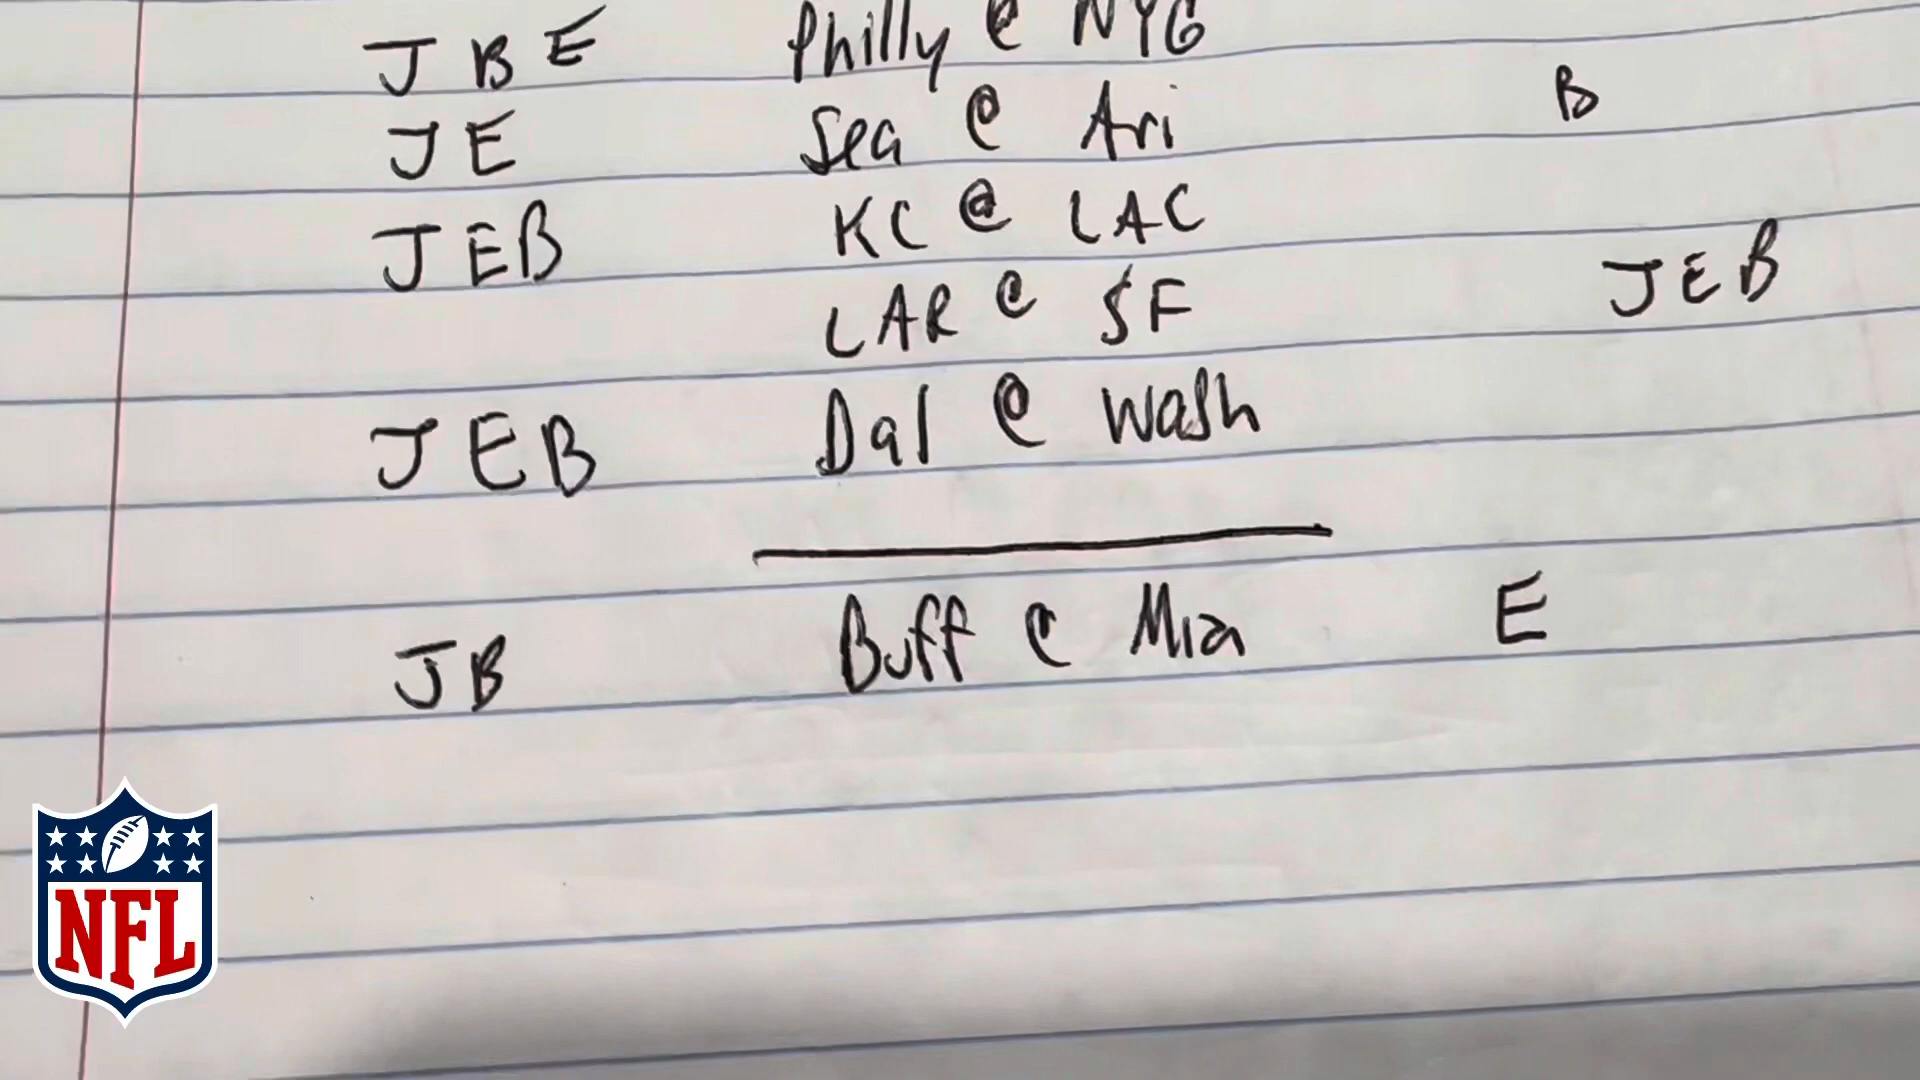 J B E Philly @ NYG
J E Sea @ Ari B
J E B KC @ LAC
LAR @ SF J E B
J E B Dal @ Wash
J B Buff @ Mia E
NFL